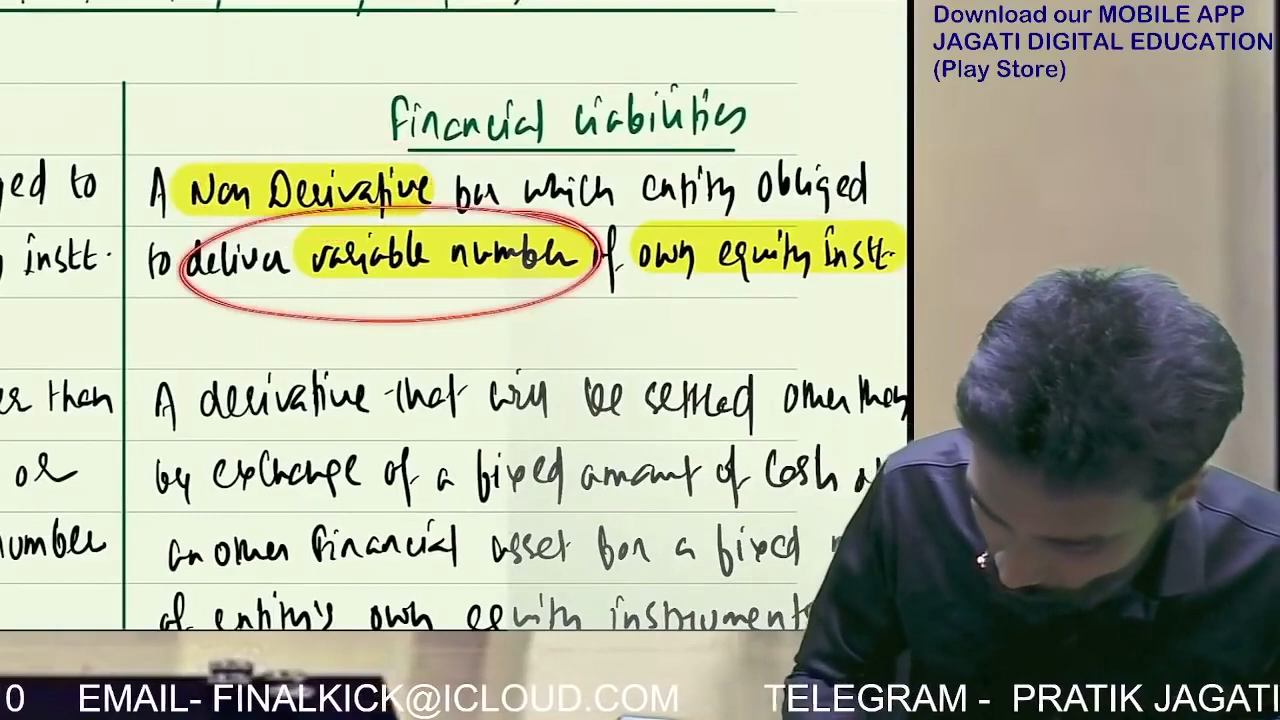 Download our MOBILE APP
JAGATI DIGITAL EDUCATION
(Play Store)
Financial Liabilities
ged to
A Non Derivative for which entity obliged
instt.
to deliver variable number of own equity instt.
er than
A derivative that will be settled other than
or
by exchange of a fixed amount of cash
number
another financial asset for a fixed
of entity's own equity instruments
0 EMAIL- FINALKICK@ICLOUD.COM TELEGRAM - PRATIK JAGATI